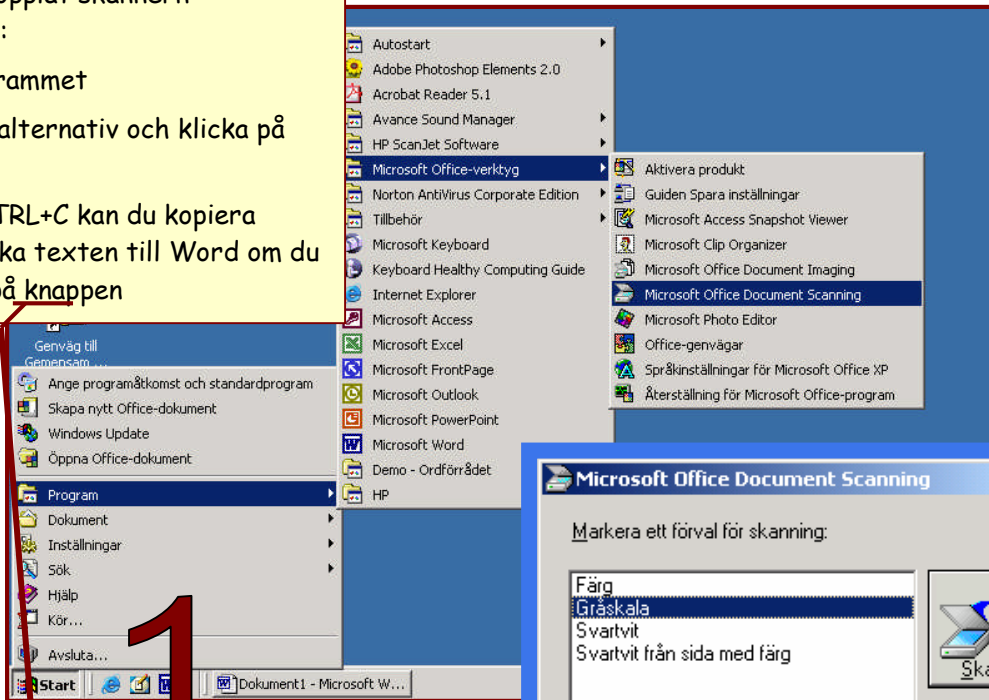 :
rammet
alternativ och klicka på
TRL+C kan du kopiera
ka texten till Word om du
på knappen
Autostart
Adobe Photoshop Elements 2.0
Acrobat Reader 5.1
Avance Sound Manager
HP ScanJet Software
Microsoft Office-verktyg
Norton AntiVirus Corporate Edition
Tillbehör
Microsoft Keyboard
Keyboard Healthy Computing Guide
Internet Explorer
Microsoft Access
Microsoft Excel
Microsoft FrontPage
Microsoft Outlook
Microsoft PowerPoint
Microsoft Word
Demo - Ordförrådet
HP
Aktivera produkt
Guiden Spara inställningar
Microsoft Access Snapshot Viewer
Microsoft Clip Organizer
Microsoft Office Document Imaging
Microsoft Office Document Scanning
Microsoft Photo Editor
Office-genvägar
Språkinställningar för Microsoft Office XP
Återställning för Microsoft Office-program
Genväg till
Gemensam ...
Ange programåtkomst och standardprogram
Skapa nytt Office-dokument
Windows Update
Öppna Office-dokument
Program
Dokument
Inställningar
Sök
Hjälp
Kör...
Avsluta...
1
Start
Dokument1 - Microsoft W...
Microsoft Office Document Scanning
Markera ett förval för skanning:
Färg
Gråskala
Svartvit
Svartvit från sida med färg
Ska